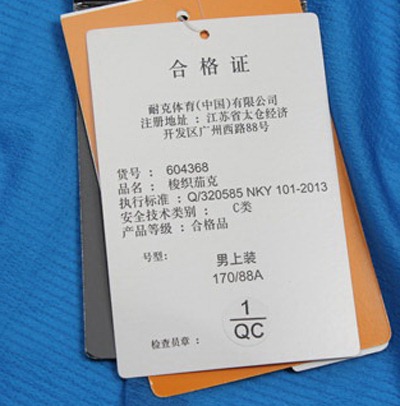 合格证
耐克体育(中国)有限公司
注册地址：江苏省太仓经济
开发区广州西路88号
货号：604368
品名：梭织茄克
执行标准：Q/320585 NKY 101-2013
安全技术类别： C类
产品等级：合格品
号型： 男上装
170/88A
1
QC
检查员章：